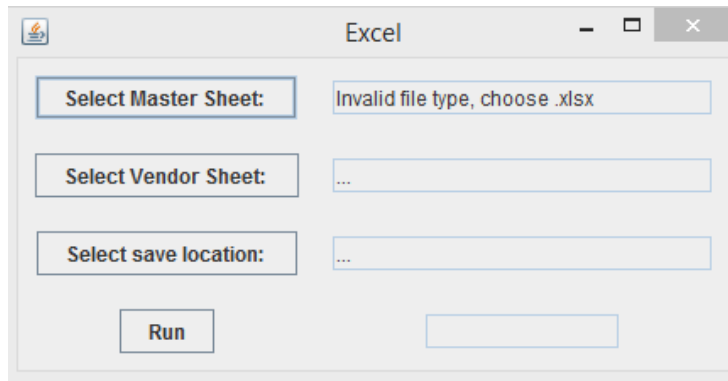 Excel
Select Master Sheet: Invalid file type, choose .xlsx
Select Vendor Sheet: ...
Select save location: ...
Run